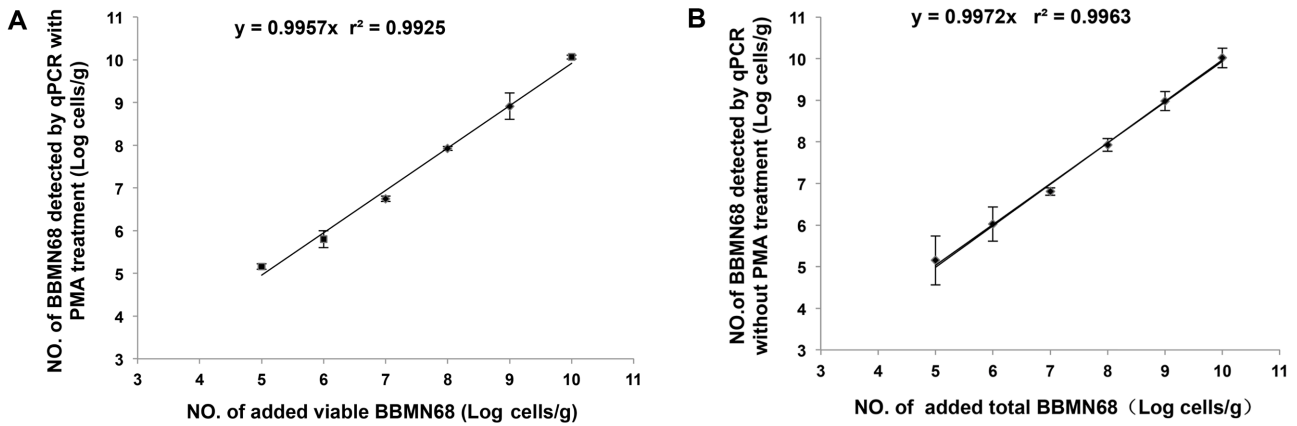 A
y = 0.9957x r² = 0.9925
NO. of BBMN68 detected by qPCR with
PMA treatment (Log cells/g)
11
10
9
8
7
6
5
4
3
3 4 5 6 7 8 9 10 11
NO. of added viable BBMN68 (Log cells/g)
B
y = 0.9972x r² = 0.9963
NO.of BBMN68 detected by qPCR
without PMA treatment (Log cells/g)
11
10
9
8
7
6
5
4
3
3 4 5 6 7 8 9 10 11
NO. of added total BBMN68（Log cells/g）